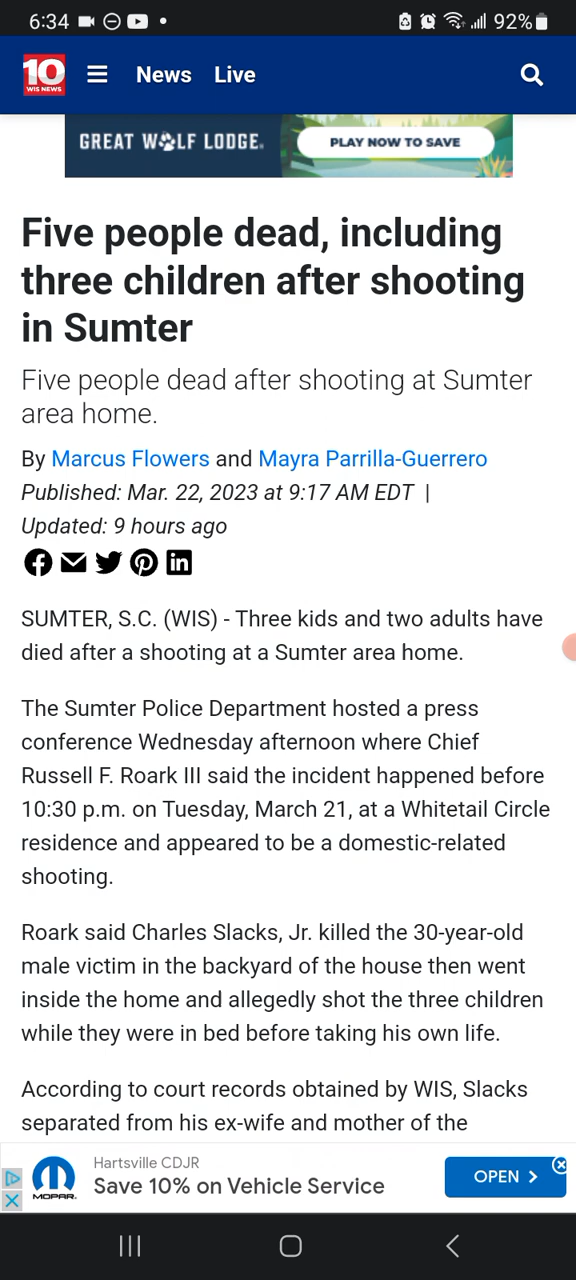 6:34
92%
10
WIS NEWS
News Live
GREAT WOLF LODGE.
PLAY NOW TO SAVE
Five people dead, including
three children after shooting
in Sumter
Five people dead after shooting at Sumter
area home.
By Marcus Flowers and Mayra Parrilla-Guerrero
Published: Mar. 22, 2023 at 9:17 AM EDT |
Updated: 9 hours ago
SUMTER, S.C. (WIS) - Three kids and two adults have
died after a shooting at a Sumter area home.
The Sumter Police Department hosted a press
conference Wednesday afternoon where Chief
Russell F. Roark III said the incident happened before
10:30 p.m. on Tuesday, March 21, at a Whitetail Circle
residence and appeared to be a domestic-related
shooting.
Roark said Charles Slacks, Jr. killed the 30-year-old
male victim in the backyard of the house then went
inside the home and allegedly shot the three children
while they were in bed before taking his own life.
According to court records obtained by WIS, Slacks
separated from his ex-wife and mother of the
Hartsville CDJR
Save 10% on Vehicle Service
OPEN
MOPAR.